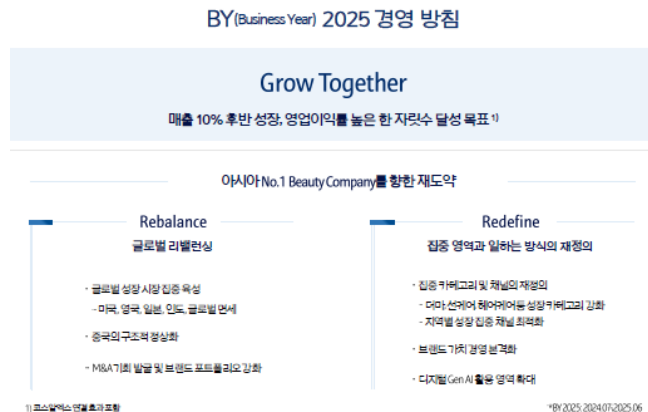 BY(Business Year) 2025 경영 방침
Grow Together
매출 10% 후반 성장, 영업이익률 높은 한 자릿수 달성 목표 1)
아시아 No.1 Beauty Company를 향한 재도약
Rebalance
글로벌 리밸런싱
· 글로벌 성장 시장 집중 육성
- 미국, 영국, 일본, 인도, 글로벌 면세
· 중국의 구조적 정상화
- M&A 기회 발굴 및 브랜드 포트폴리오 강화
Redefine
집중 영역과 일하는 방식의 재정의
· 집중 카테고리 및 채널의 재정의
- 더마, 선케어, 헤어케어 등 성장 카테고리 강화
- 지역별 성장 집중 채널 최적화
· 브랜드 가치 경영 본격화
· 디지털 Gen AI 활용 영역 확대
1) 코스알엑스 연결 효과 포함
*BY 2025: 2024.07-2025.06